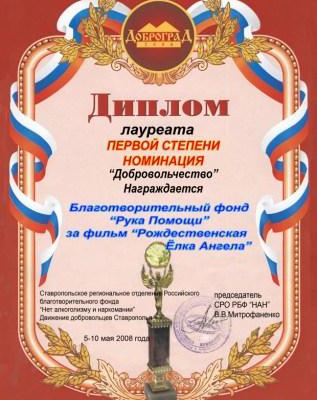 ДОБРОГРАД
2008
Диплом
лауреата
ПЕРВОЙ СТЕПЕНИ
НОМИНАЦИЯ
“Добровольчество”
Награждается
Благотворительный фонд
“Рука Помощи”
за фильм “Рождественская
Ёлка Ангела”
Ставропольское региональное отделение Российского
благотворительного фонда
“Нет алкоголизму и наркомании”
Движение добровольцев Ставрополья
5-10 мая 2008 года
председатель
СРО РБФ “НАН”
В.В.Митрофаненко